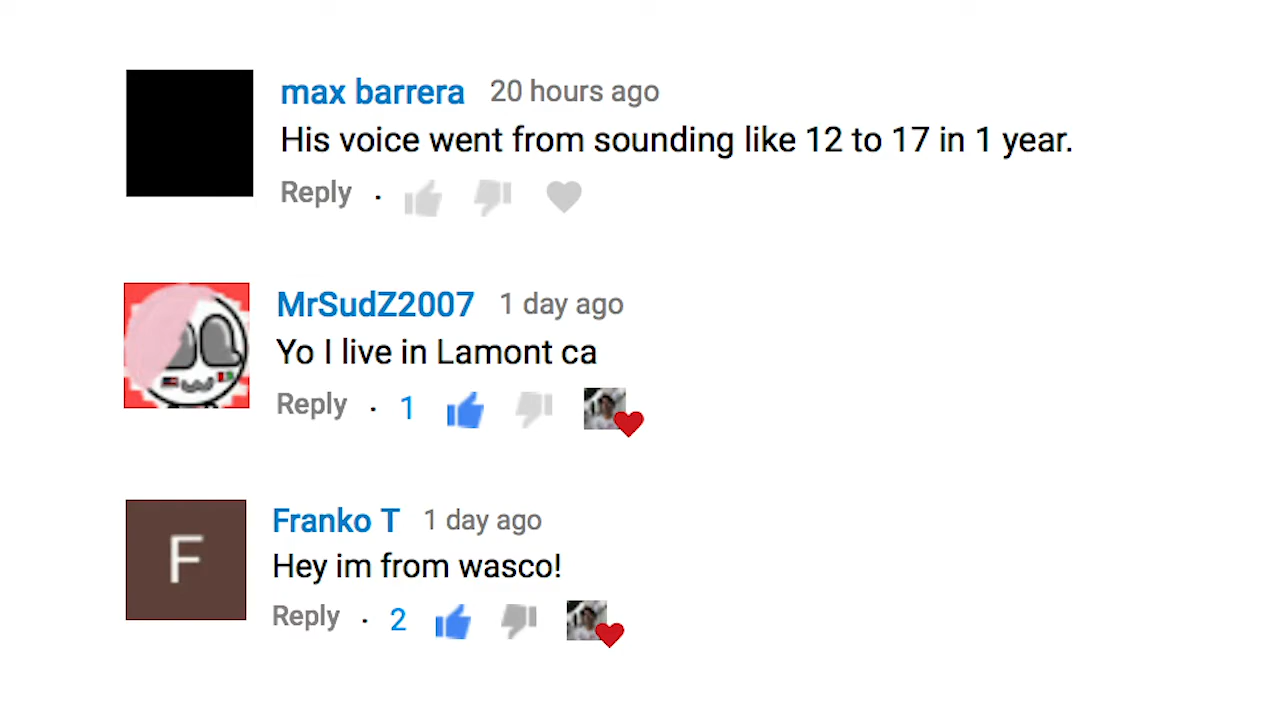 max barrera 20 hours ago
His voice went from sounding like 12 to 17 in 1 year.
Reply ·
MrSudZ2007 1 day ago
Yo I live in Lamont ca
Reply · 1
F
Franko T 1 day ago
Hey im from wasco!
Reply · 2